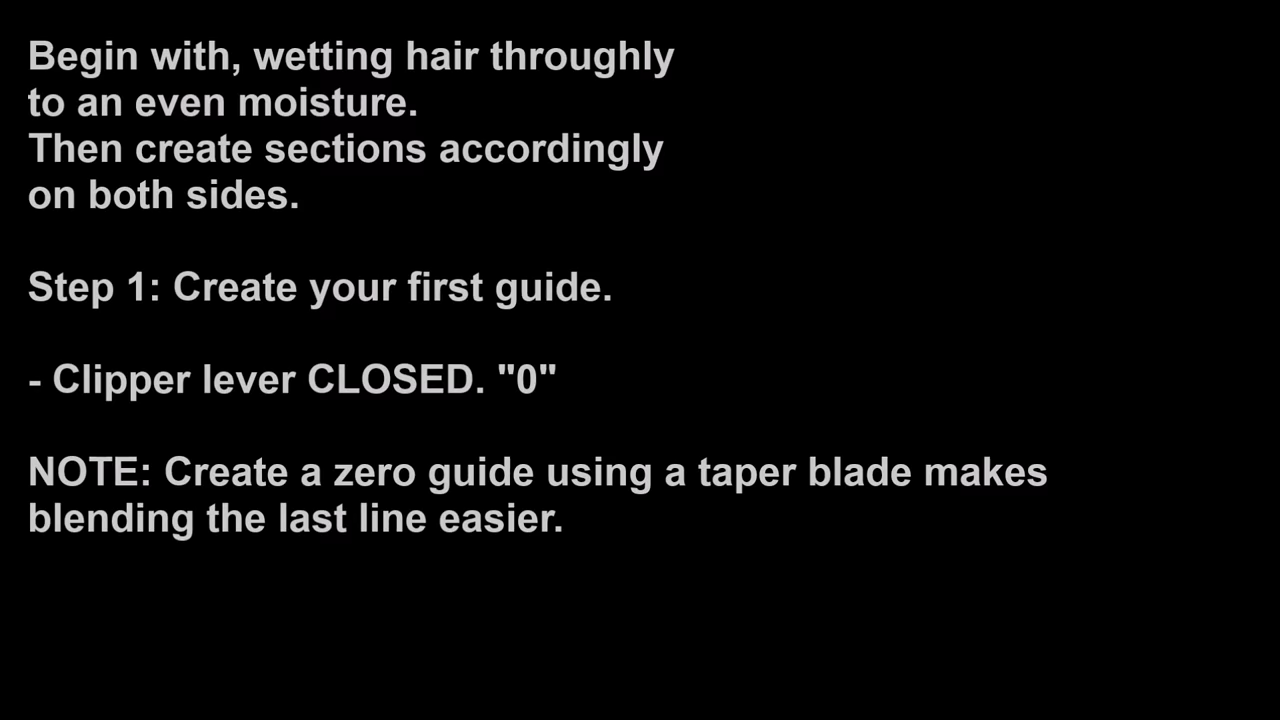 Begin with, wetting hair throughly
to an even moisture.
Then create sections accordingly
on both sides.
Step 1: Create your first guide.
- Clipper lever CLOSED. "0"
NOTE: Create a zero guide using a taper blade makes
blending the last line easier.